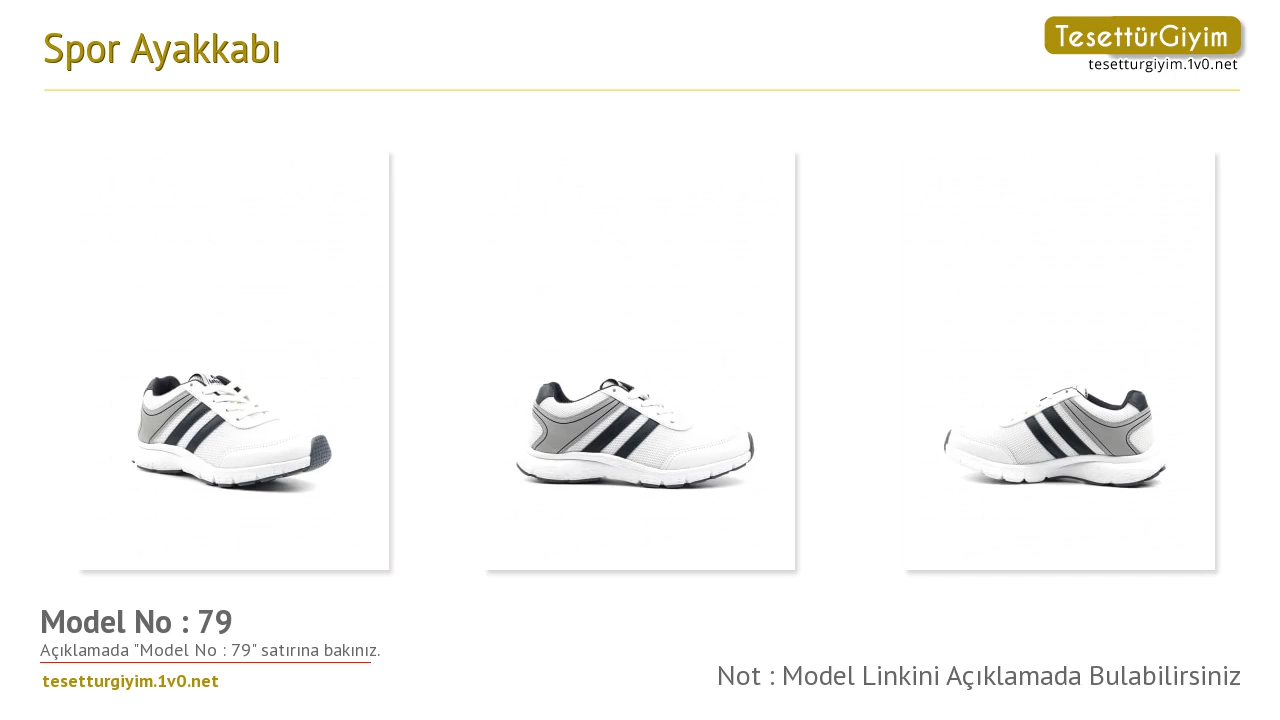 Spor Ayakkabı
TesettürGiyim
tesetturgiyim.1v0.net
Model No : 79
Açıklamada "Model No : 79" satırına bakınız.
tesetturgiyim.1v0.net
Not : Model Linkini Açıklamada Bulabilirsiniz